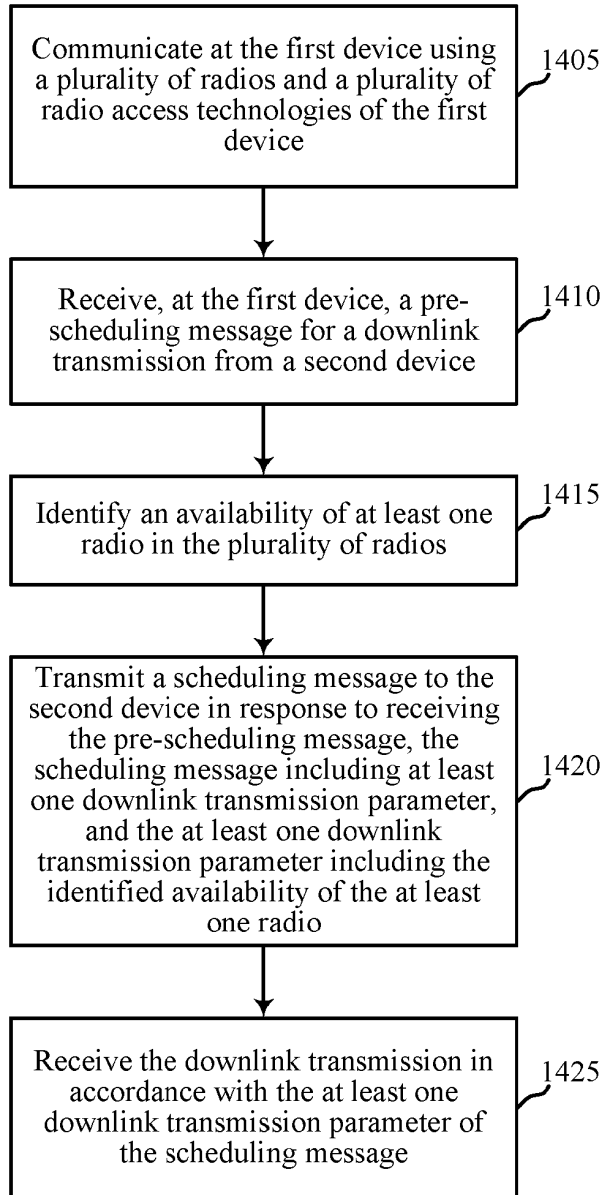 Communicate at the first device using
a plurality of radios and a plurality of
radio access technologies of the first
device
1405
Receive, at the first device, a pre-
scheduling message for a downlink
transmission from a second device
1410
Identify an availability of at least one
radio in the plurality of radios
1415
Transmit a scheduling message to the
second device in response to receiving
the pre-scheduling message, the
scheduling message including at least
one downlink transmission parameter,
and the at least one downlink
transmission parameter including the
identified availability of the at least
one radio
1420
Receive the downlink transmission in
accordance with the at least one
downlink transmission parameter of
the scheduling message
1425